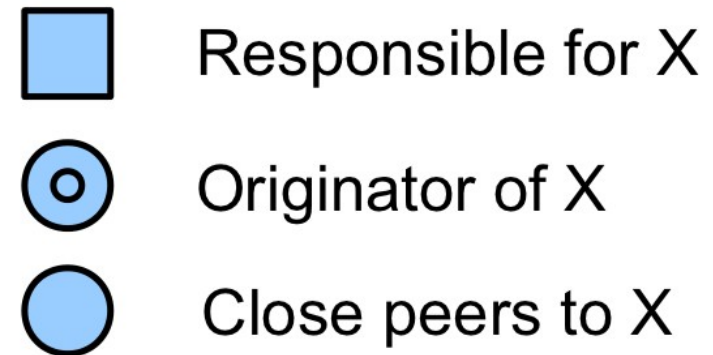 Responsible for X
Originator of X
Close peers to X